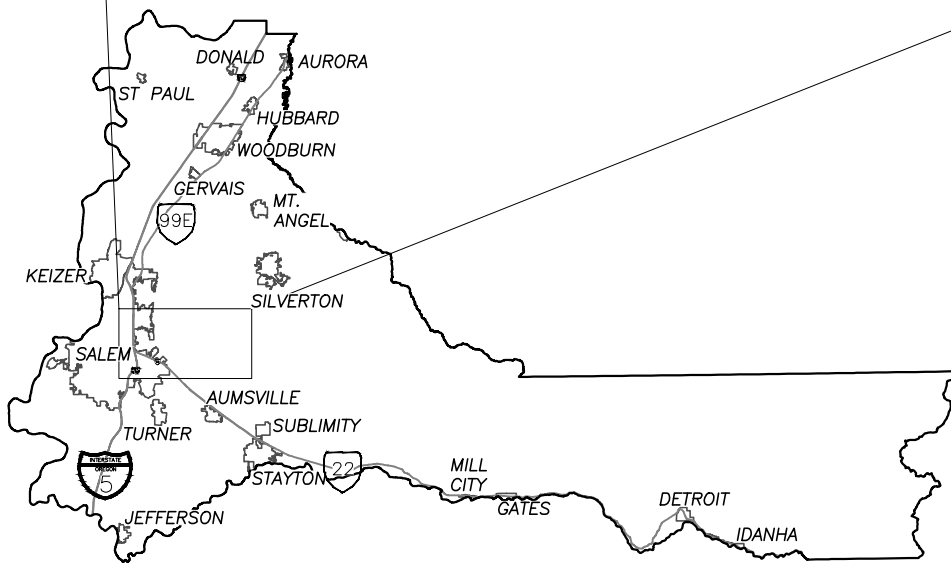 DONALD
AURORA
ST PAUL
HUBBARD
WOODBURN
GERVAIS
MT.
ANGEL
99E
KEIZER
SILVERTON
SALEM
AUMSVILLE
SUBLIMITY
TURNER
INTERSTATE
OREGON
5
STAYTON
22
MILL
CITY
GATES
DETROIT
JEFFERSON
IDANHA